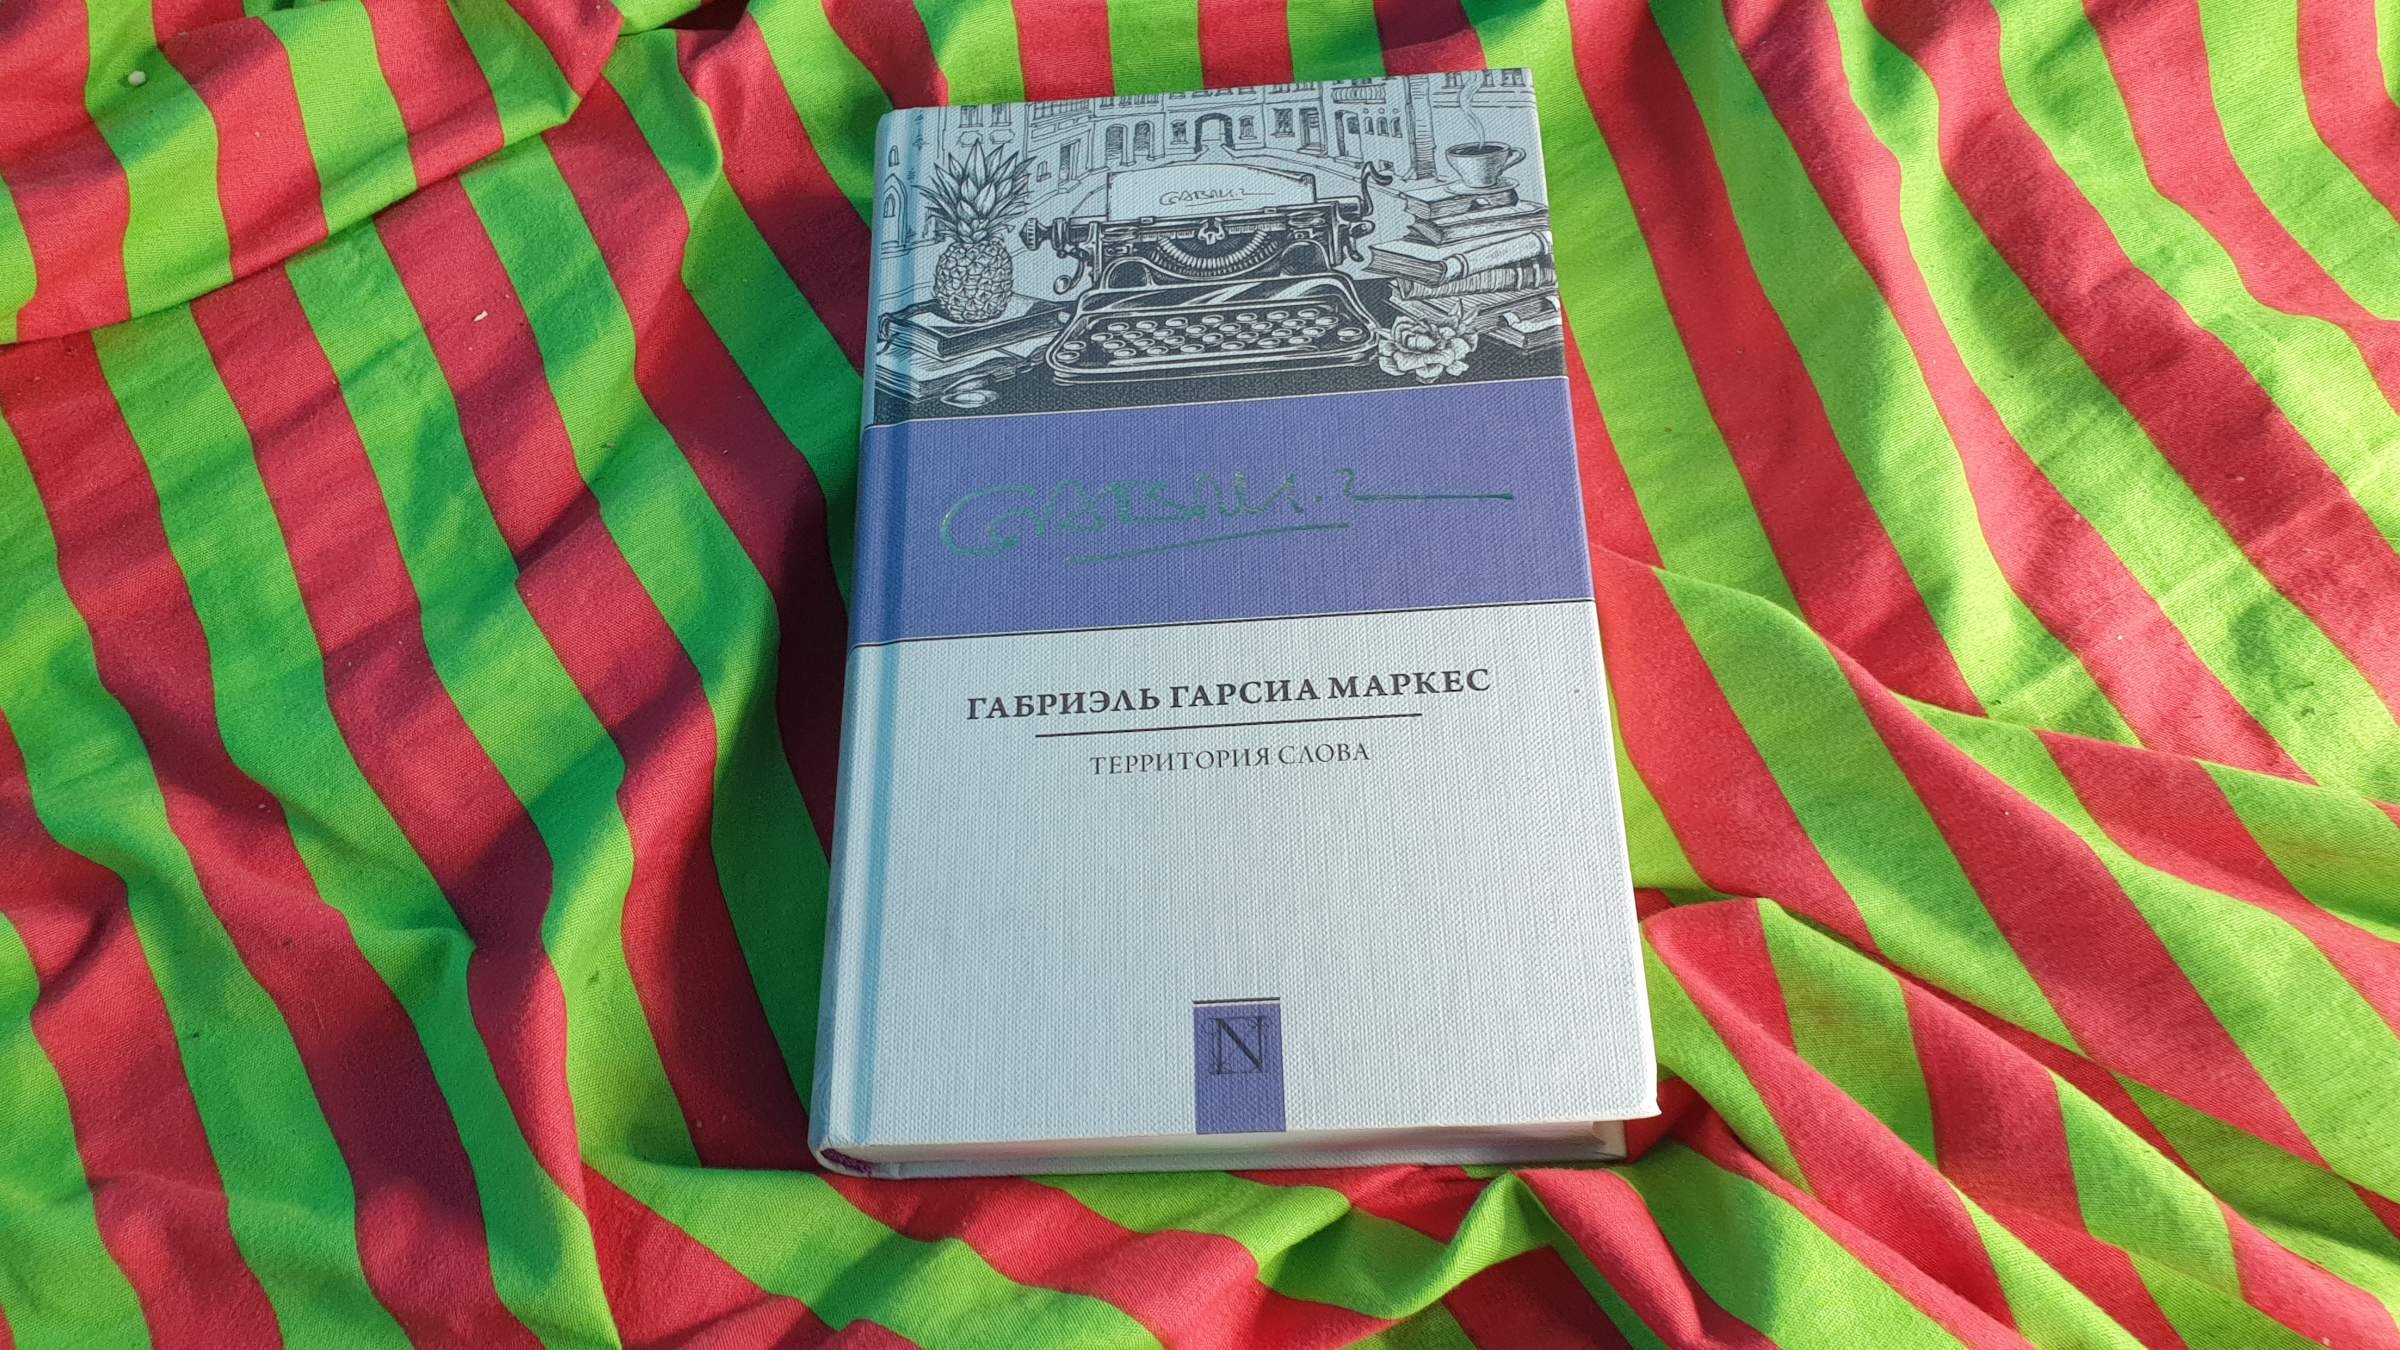 ГАБРИЭЛЬ ГАРСИА МАРКЕС
ТЕРРИТОРИЯ СЛОВА
N